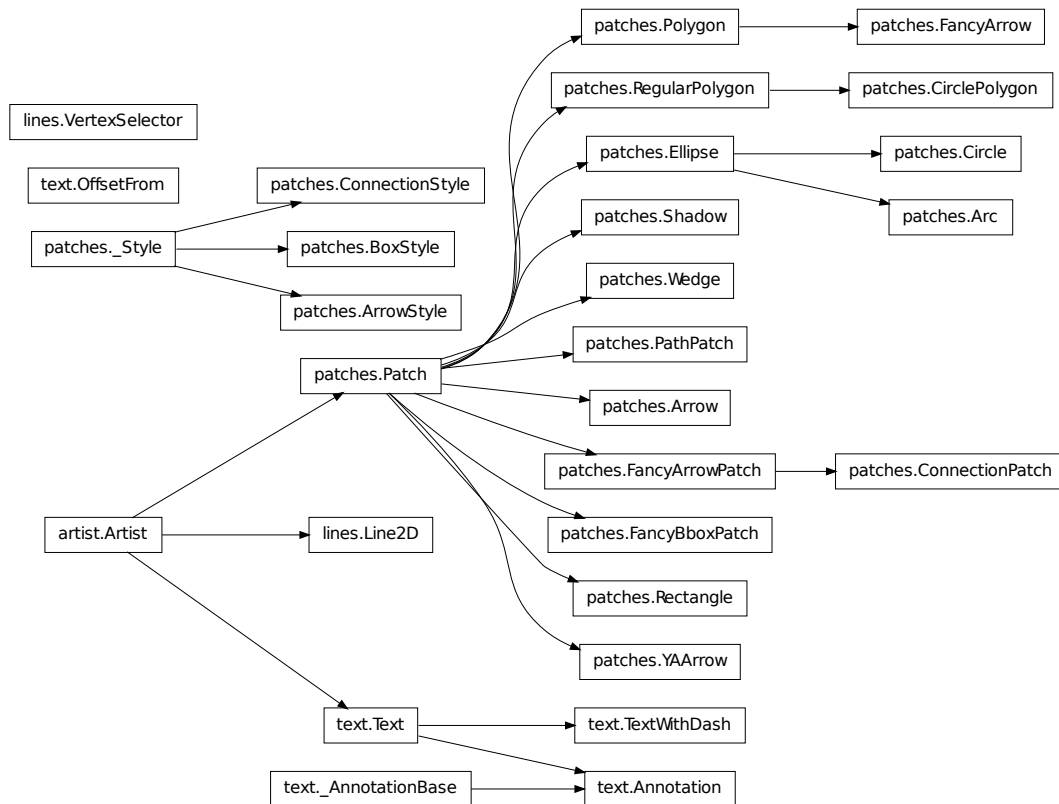 patches.Polygon
patches.FancyArrow
patches.RegularPolygon
patches.CirclePolygon
lines.VertexSelector
patches.Ellipse
patches.Circle
text.OffsetFrom
patches.ConnectionStyle
patches.Shadow
patches.Arc
patches._Style
patches.BoxStyle
patches.Wedge
patches.ArrowStyle
patches.PathPatch
patches.Patch
patches.Arrow
patches.FancyArrowPatch
patches.ConnectionPatch
artist.Artist
lines.Line2D
patches.FancyBboxPatch
patches.Rectangle
patches.YAArrow
text.Text
text.TextWithDash
text._AnnotationBase
text.Annotation